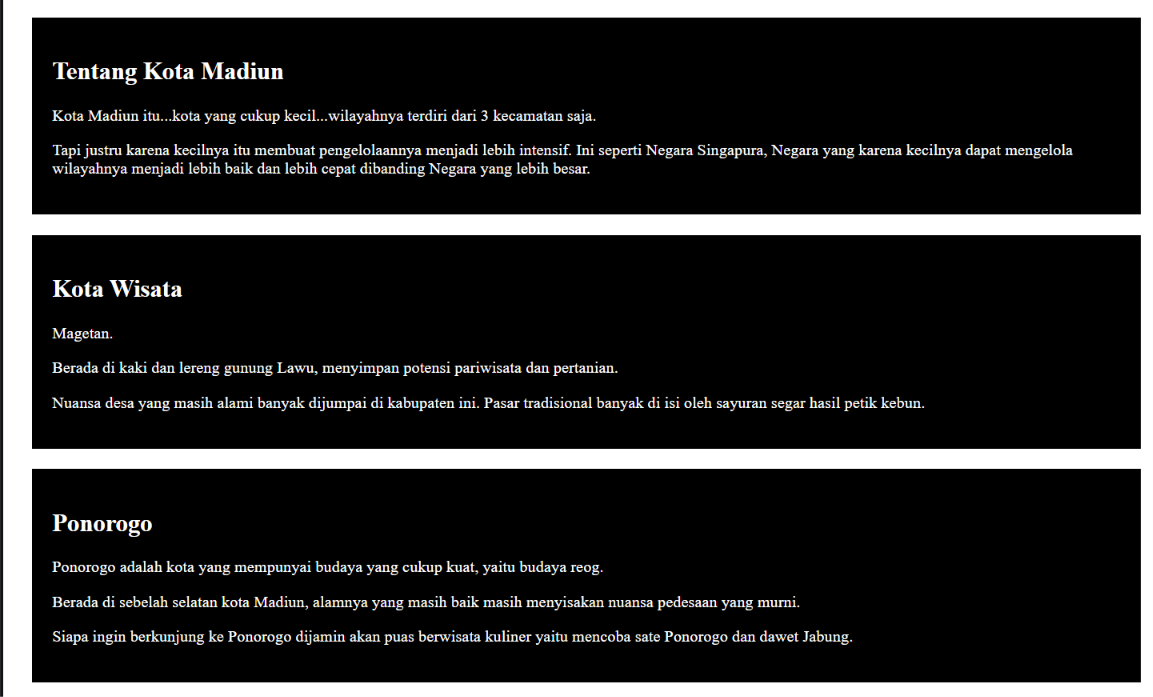 Tentang Kota Madiun
Kota Madiun itu...kota yang cukup kecil...wilayahnya terdiri dari 3 kecamatan saja.
Tapi justru karena kecilnya itu membuat pengelolaannya menjadi lebih intensif. Ini seperti Negara Singapura, Negara yang karena kecilnya dapat mengelola
wilayahnya menjadi lebih baik dan lebih cepat dibanding Negara yang lebih besar.
Kota Wisata
Magetan.
Berada di kaki dan lereng gunung Lawu, menyimpan potensi pariwisata dan pertanian.
Nuansa desa yang masih alami banyak dijumpai di kabupaten ini. Pasar tradisional banyak di isi oleh sayuran segar hasil petik kebun.
Ponorogo
Ponorogo adalah kota yang mempunyai budaya yang cukup kuat, yaitu budaya reog.
Berada di sebelah selatan kota Madiun, alamnya yang masih baik masih menyisakan nuansa pedesaan yang murni.
Siapa ingin berkunjung ke Ponorogo dijamin akan puas berwisata kuliner yaitu mencoba sate Ponorogo dan dawet Jabung.